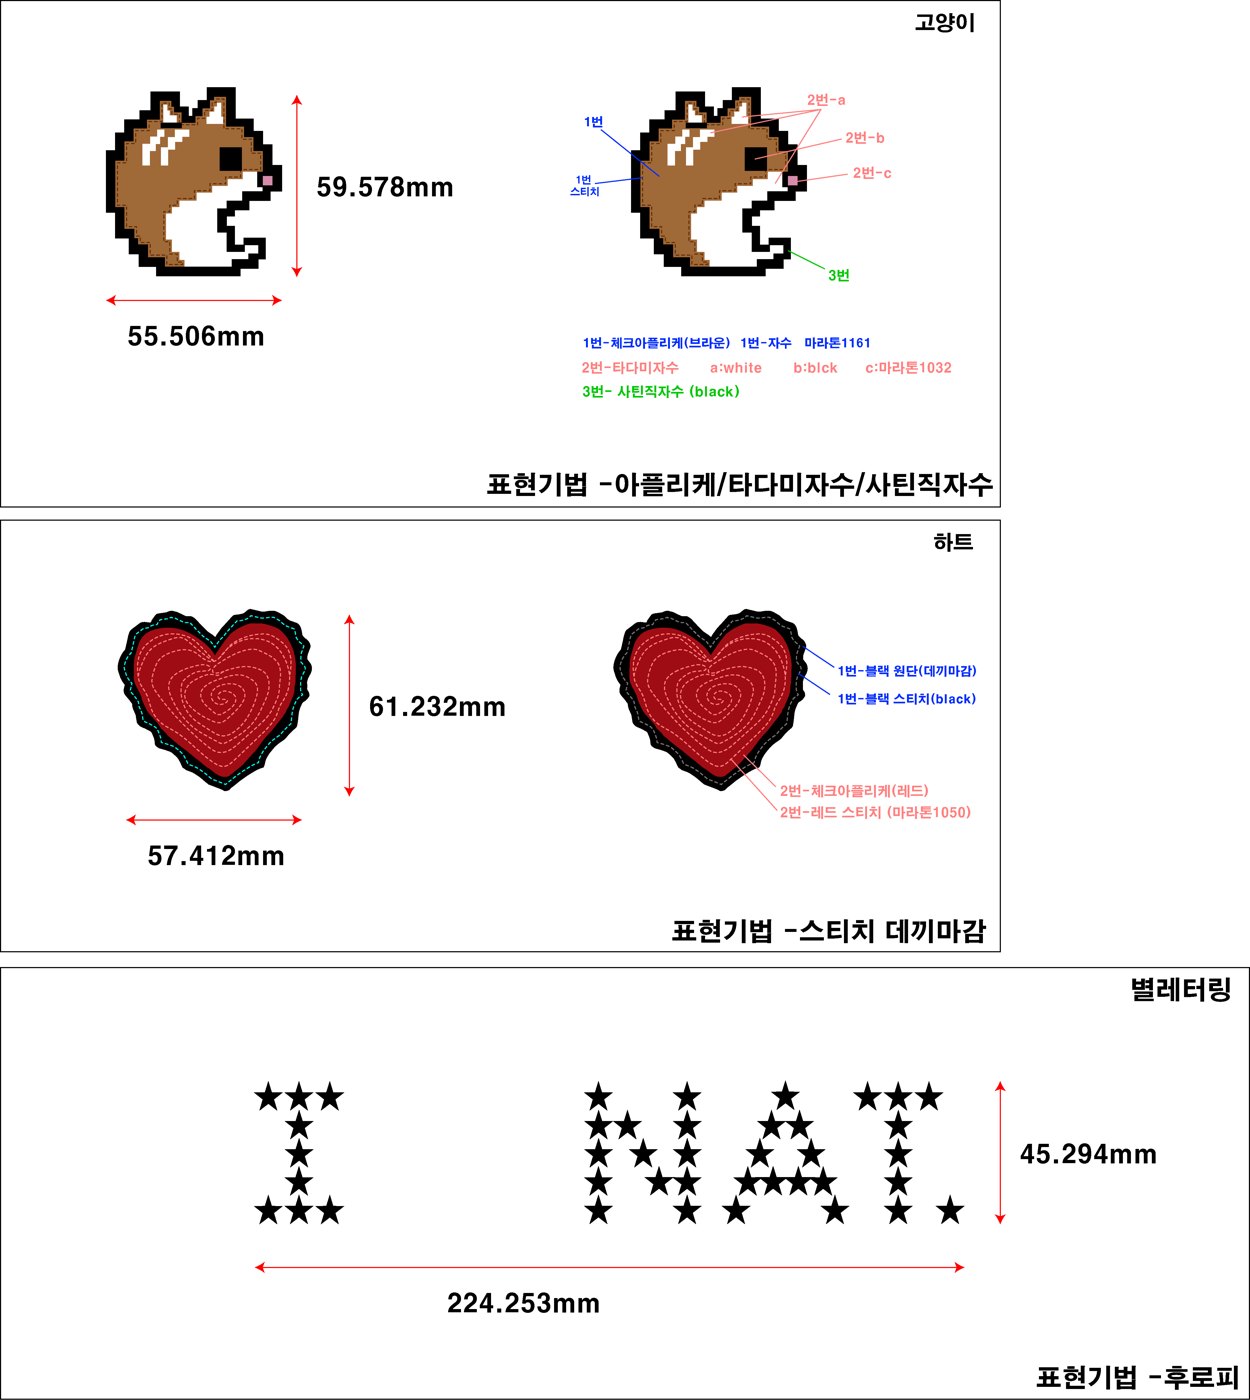 고양이
59.578mm
55.506mm
1번
1번
스티치
2번-a
2번-b
2번-c
3번
1번-체크아플리케(브라운) 1번-자수 마라톤1161
2번-타다미자수 a:white b:blck c:마라톤1032
3번- 사틴직자수 (black)
표현기법 -아플리케/타다미자수/사틴직자수
하트
61.232mm
57.412mm
1번-블랙 원단(데끼마감)
1번-블랙 스티치(black)
2번-체크아플리케(레드)
2번-레드 스티치 (마라톤1050)
표현기법 -스티치 데끼마감
별레터링
I NAT.
45.294mm
224.253mm
표현기법 -후로피